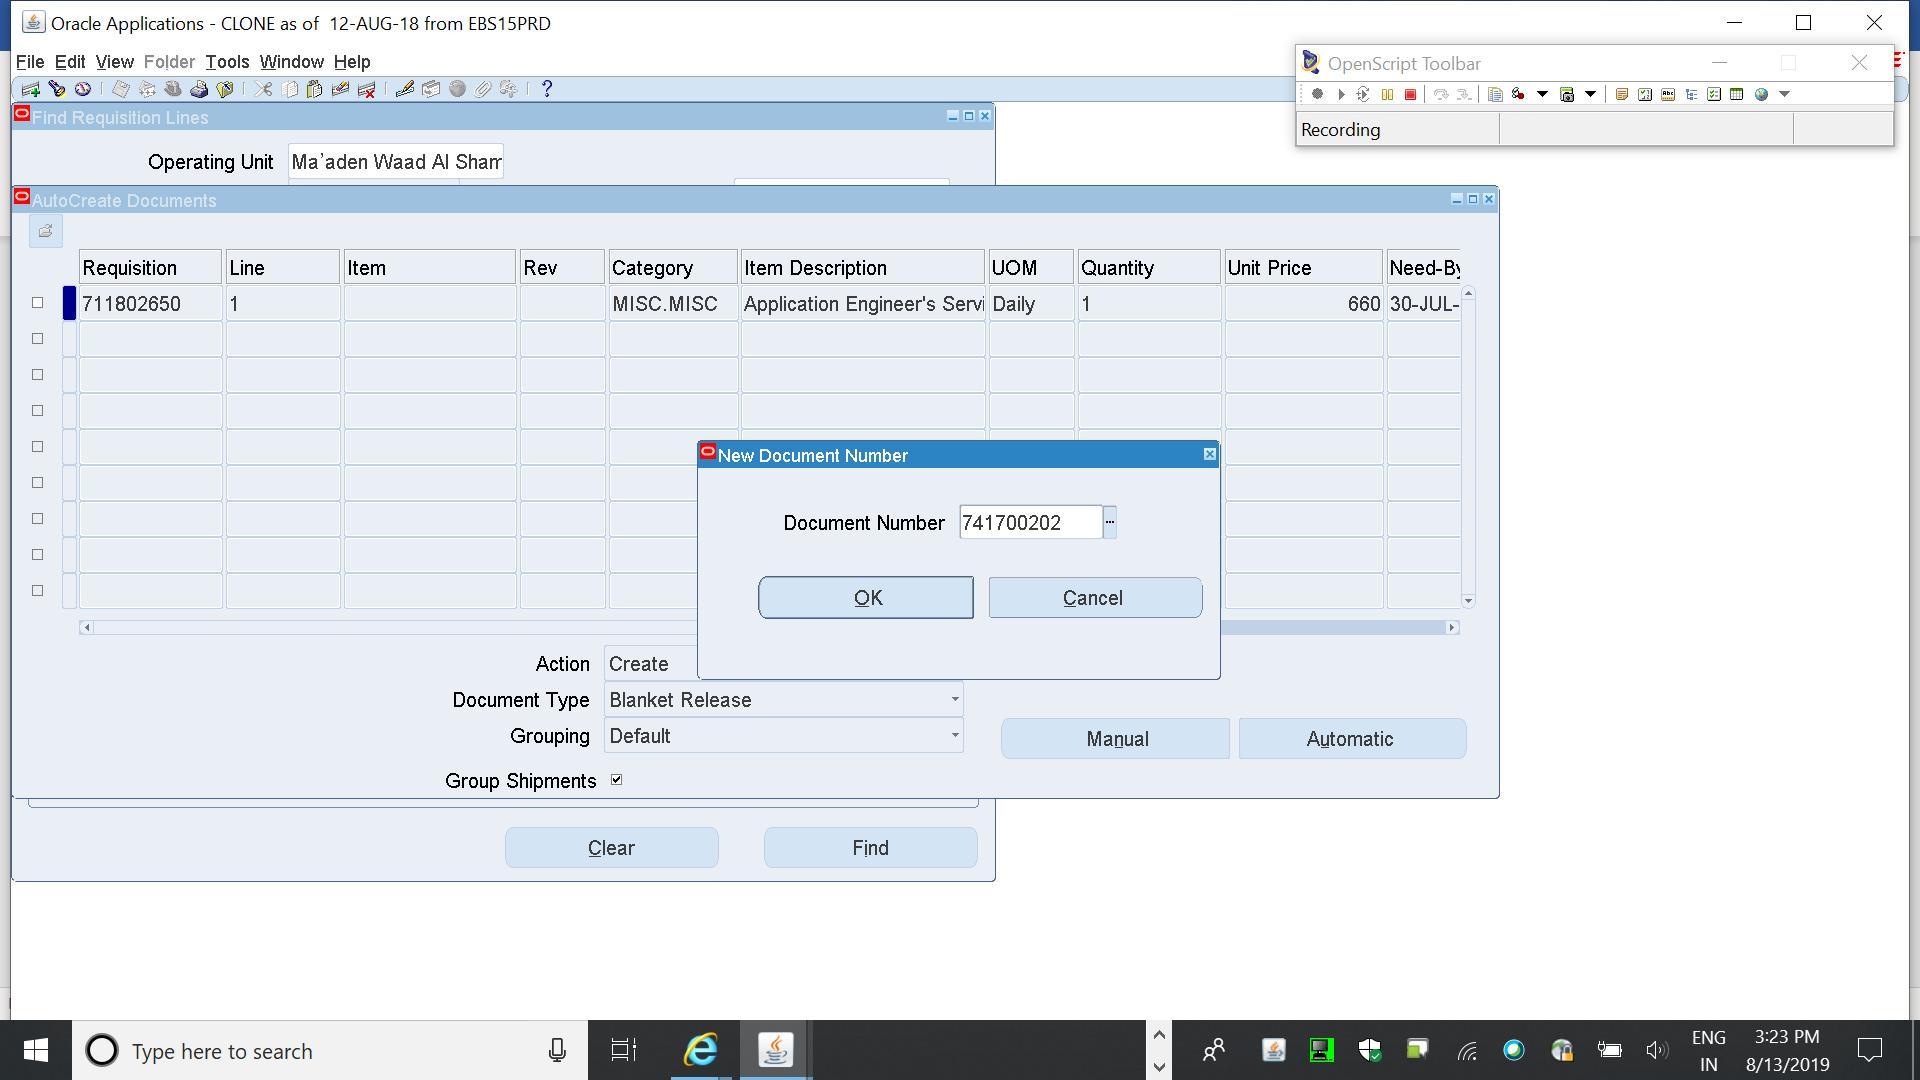 Oracle Applications - CLONE as of 12-AUG-18 from EBS15PRD
File Edit View Folder Tools Window Help
OpenScript Toolbar
Recording
Find Requisition Lines
Operating Unit Ma'aden Waad Al Sham
AutoCreate Documents
Requisition Line Item Rev Category Item Description UOM Quantity Unit Price Need-By
711802650 1 MISC.MISC Application Engineer's Servi Daily 1 660 30-JUL-
New Document Number
Document Number 741700202
OK Cancel
Action Create
Document Type Blanket Release
Grouping Default
Manual Automatic
Group Shipments
Clear Find
Type here to search
ENG
IN
3:23 PM
8/13/2019